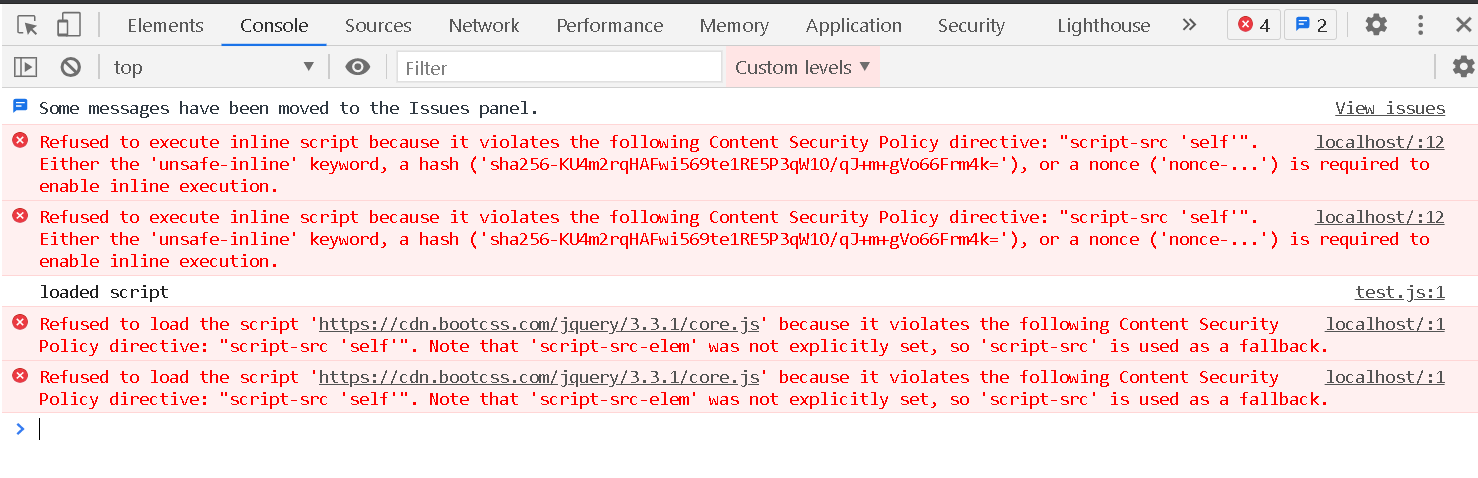 Elements Console Sources Network Performance Memory Application Security Lighthouse » 4 2
top Filter Custom levels
Some messages have been moved to the Issues panel. View issues
Refused to execute inline script because it violates the following Content Security Policy directive: "script-src 'self'". localhost/:12
Either the 'unsafe-inline' keyword, a hash ('sha256-KU4m2rqHAFwi569te1RE5P3qW1O/qJ+m+gVo66Frm4k='), or a nonce ('nonce-...') is required to
enable inline execution.
Refused to execute inline script because it violates the following Content Security Policy directive: "script-src 'self'". localhost/:12
Either the 'unsafe-inline' keyword, a hash ('sha256-KU4m2rqHAFwi569te1RE5P3qW1O/qJ+m+gVo66Frm4k='), or a nonce ('nonce-...') is required to
enable inline execution.
loaded script test.js:1
Refused to load the script 'https://cdn.bootcss.com/jquery/3.3.1/core.js' because it violates the following Content Security localhost/:1
Policy directive: "script-src 'self'". Note that 'script-src-elem' was not explicitly set, so 'script-src' is used as a fallback.
Refused to load the script 'https://cdn.bootcss.com/jquery/3.3.1/core.js' because it violates the following Content Security localhost/:1
Policy directive: "script-src 'self'". Note that 'script-src-elem' was not explicitly set, so 'script-src' is used as a fallback.